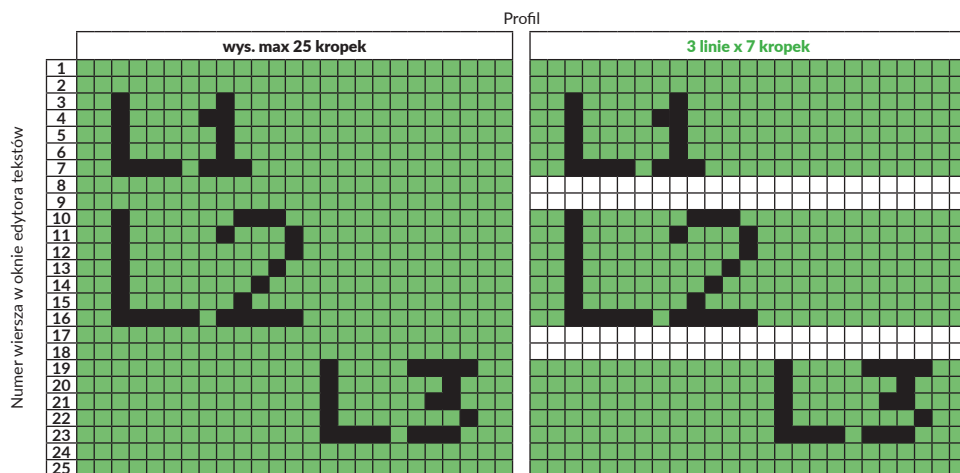 Profil
wys. max 25 kropek
3 linie x 7 kropek
Numer wiersza w oknie edytora tekstów
1
2
3
4
5
6
7
8
9
10
11
12
13
14
15
16
17
18
19
20
21
22
23
24
25
L1
L2
L3
L1
L2
L3